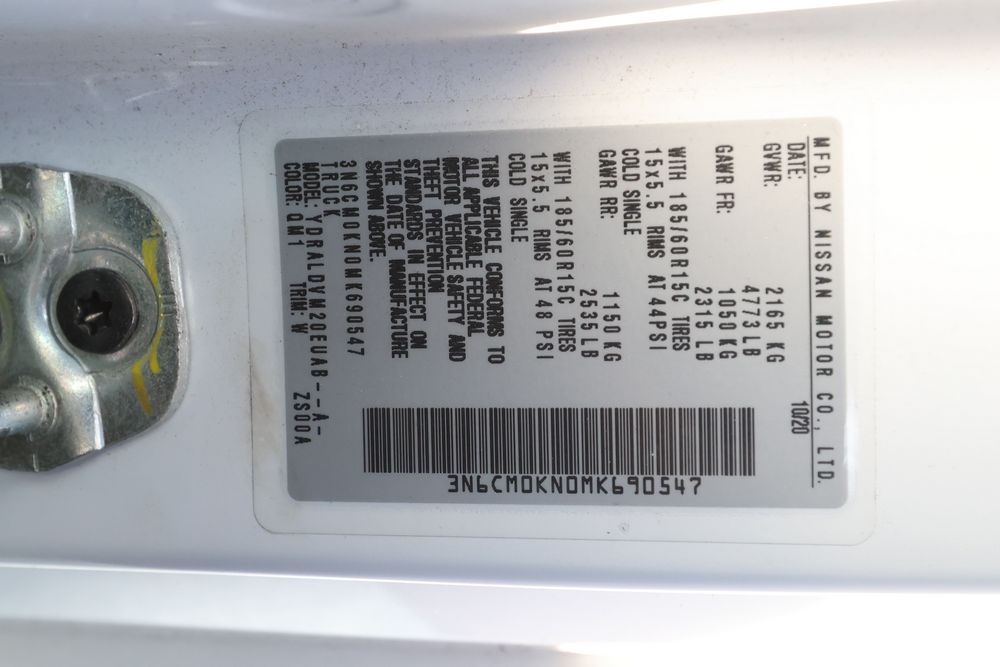 MFD. BY NISSAN MOTOR CO., LTD.
DATE: 10/20
GVWR: 2165 KG
4773LB
GAWR FR: 1050 KG
2315 LB
WITH 185/60R15C TIRES
15x5.5 RIMS AT 44PSI
COLD SINGLE
GAWR RR: 1150 KG
2535 LB
WITH 185/60R15C TIRES
15x5.5 RIMS AT 48 PSI
COLD SINGLE
THIS VEHICLE CONFORMS TO
ALL APPLICABLE FEDERAL
MOTOR VEHICLE SAFETY AND
THEFT PREVENTION
STANDARDS IN EFFECT ON
THE DATE OF MANUFACTURE
SHOWN ABOVE.
3N6CM0KN0MK690547
TRUCK
MODEL: YDRALDVM20EUAB--A-
COLOR: QM1 TRIM: W ZS00A
3N6CM0KN0MK690547